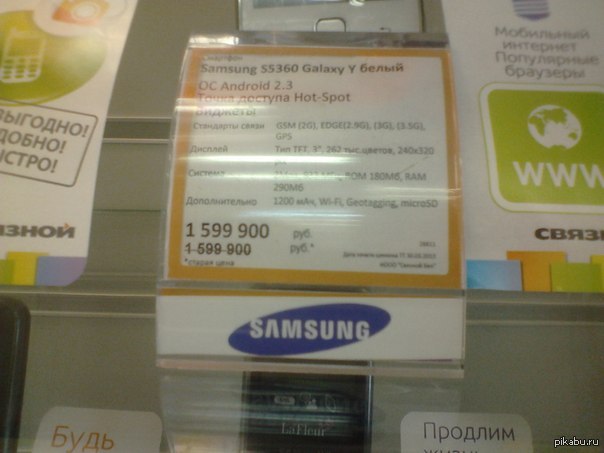 Смартфон
Samsung S5360 Galaxy Y белый
ОС Android 2.3
Точка доступа Hot-Spot
Виджеты
Стандарты связи GSM (2G), EDGE(2.9G), (3G), (3.5G),
GPS
Дисплей Тип TFT, 3", 262 тыс.цветов, 240x320
Система ROM 180Мб, RAM
290Мб
Дополнительно 1200 мАч, Wi-Fi, Geotagging, microSD
1 599 900 руб.
1 599 900 руб.*
*старая цена
SAMSUNG
ВЫГОДНО!
ДОБНО!
СТРО!
ЯЗНОЙ
Мобильный
интернет
Популярные
браузеры
WWW
СВЯЗН
LaFleur
Будь
Продлим
pikabu.ru